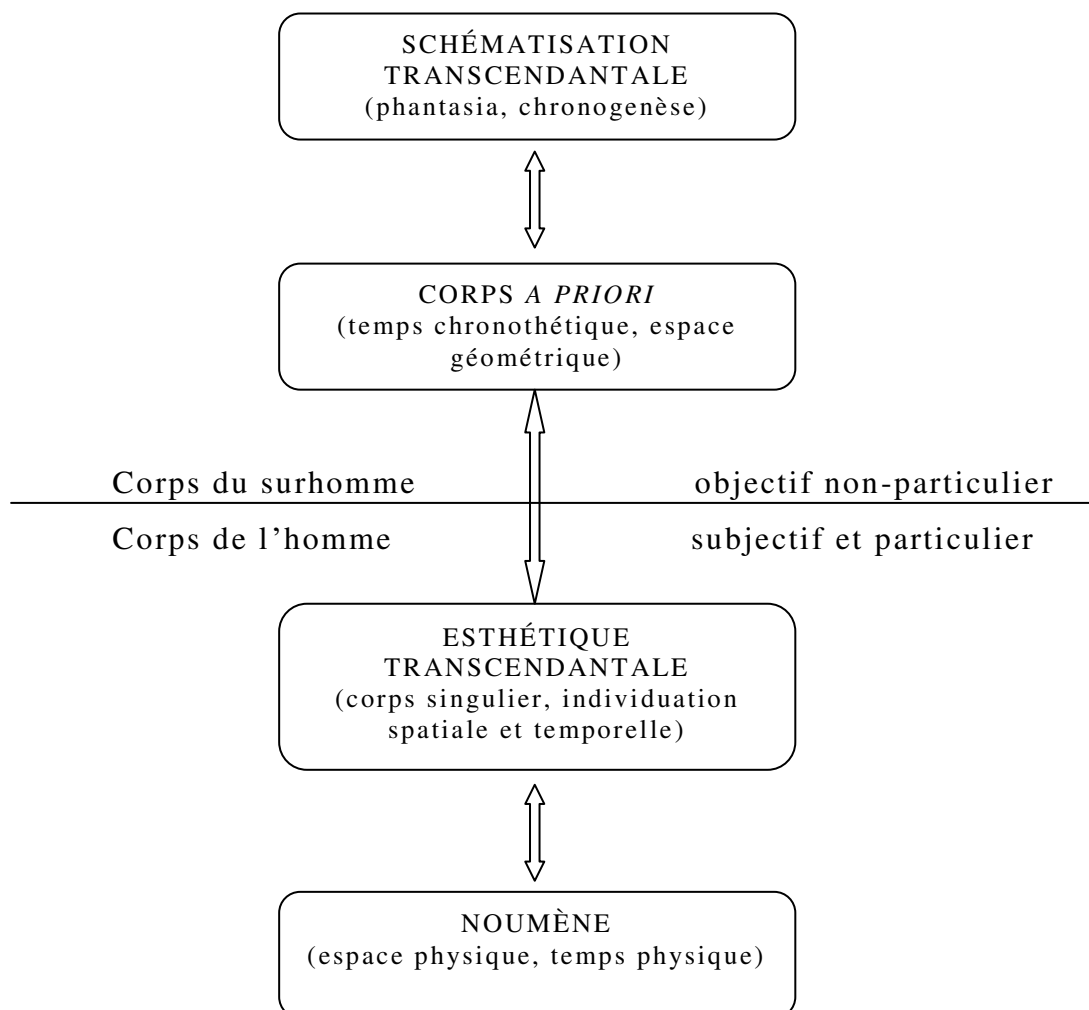 SCHÉMATISATION
TRANSCENDANTALE
(phantasia, chronogenèse)
CORPS A PRIORI
(temps chronothétique, espace
géométrique)
Corps du surhomme
objectif non-particulier
Corps de l’homme
subjectif et particulier
ESTHÉTIQUE
TRANSCENDANTALE
(corps singulier, individuation
spatiale et temporelle)
NOUMÈNE
(espace physique, temps physique)